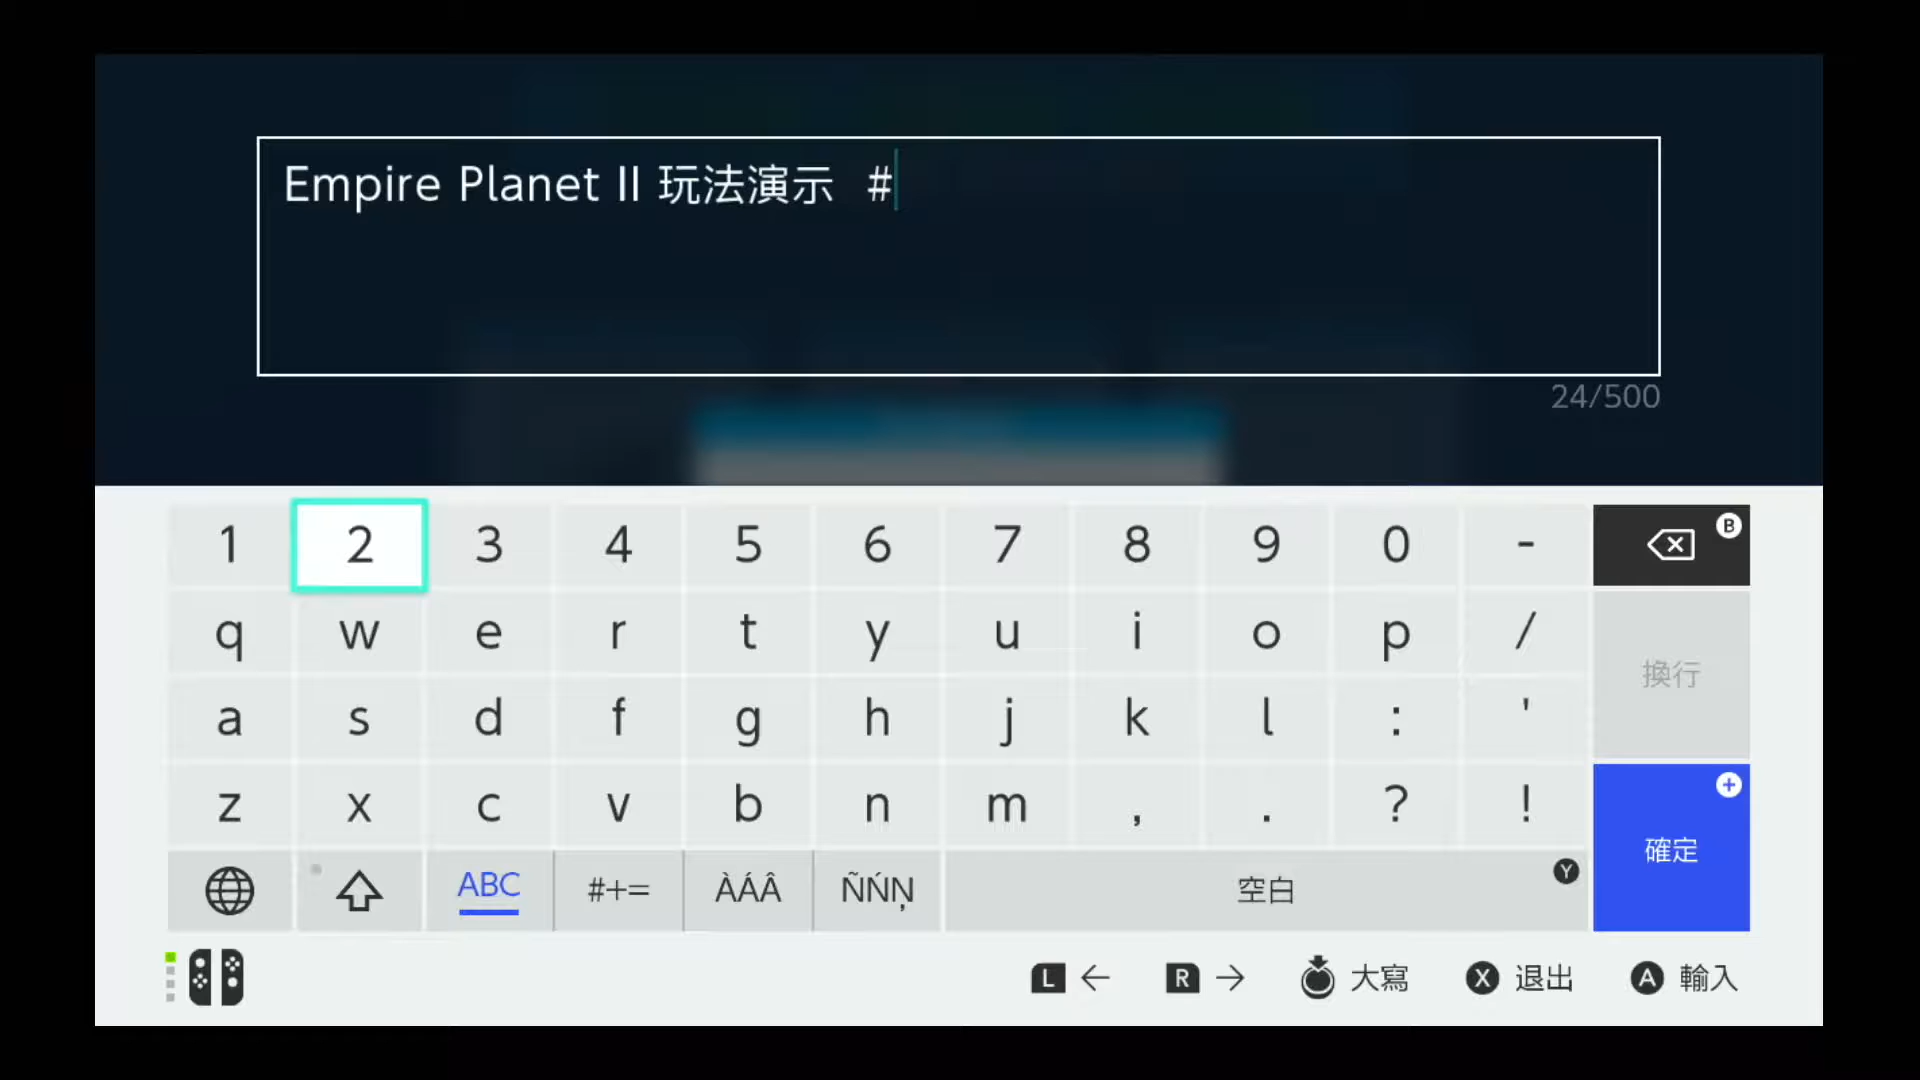 Empire Planet II 玩法演示  #
24/500
1 2 3 4 5 6 7 8 9 0 - B
q w e r t y u i o p / 換行
a s d f g h j k l : '
z x c v b n m , . ? ! +
ABC #+= ÀÁÂ ÑŃŅ 空白 Y 確定
L ← R → 大寫 X 退出 A 輸入